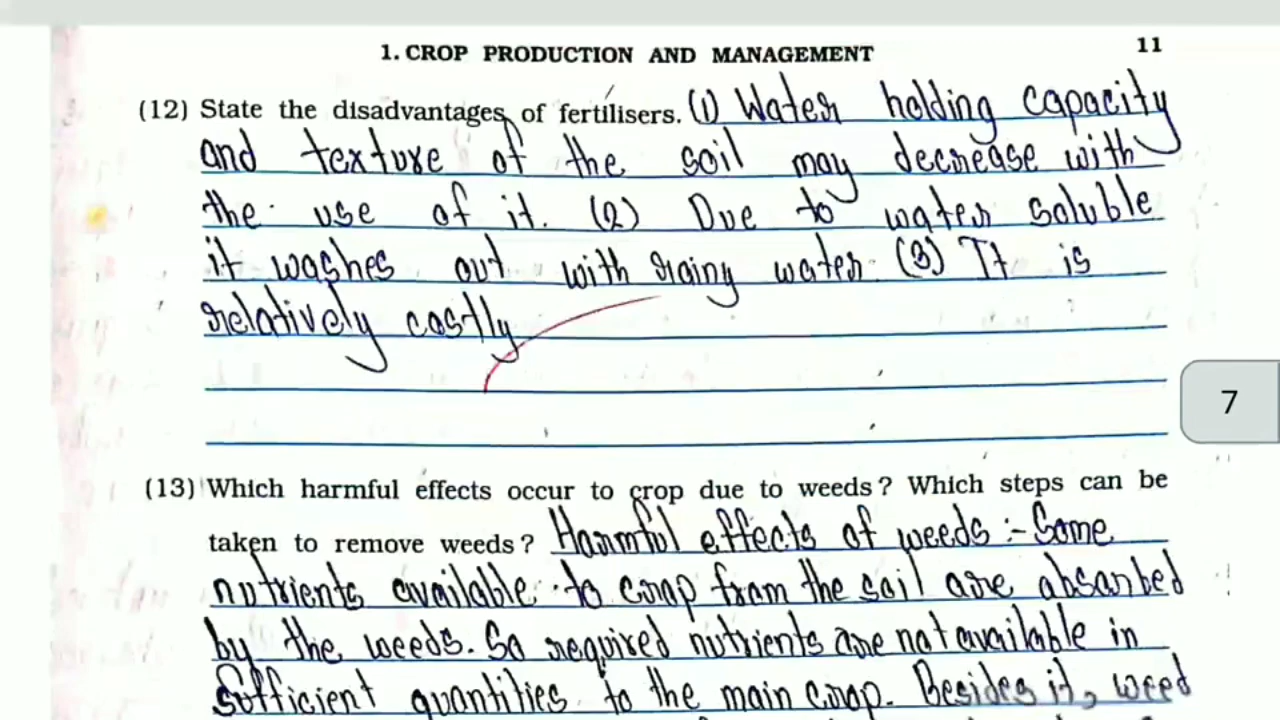 1. CROP PRODUCTION AND MANAGEMENT 11
(12) State the disadvantages of fertilisers. (1) Water holding capacity
and texture of the soil may decrease with
the use of it. (2) Due to water soluble
it washes out with rainy water. (3) It is
relatively costly
7
(13) Which harmful effects occur to crop due to weeds? Which steps can be
taken to remove weeds? Harmful effects of weeds :- Some
nutrients available to crop from the soil are absorbed
by the weeds. So required nutrients are not available in
Sufficient quantities to the main crop. Besides it, weed